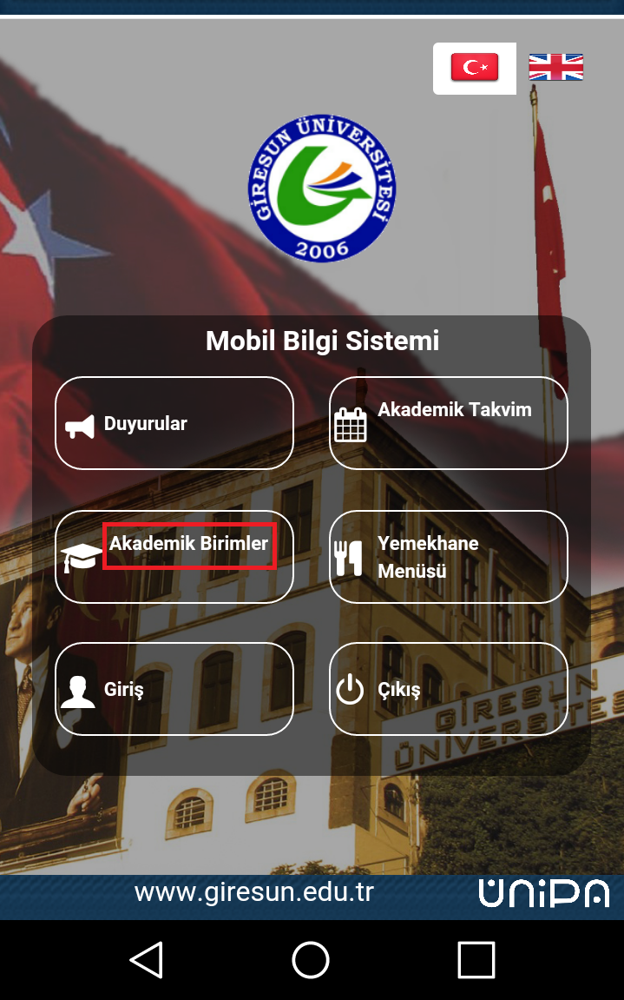 GİRESUN ÜNİVERSİTESİ
2006
Mobil Bilgi Sistemi
Duyurular
Akademik Takvim
Akademik Birimler
Yemekhane
Menüsü
Giriş
Çıkış
GİRESUN
ÜNİVERSİTE
www.giresun.edu.tr
ÜNİPA